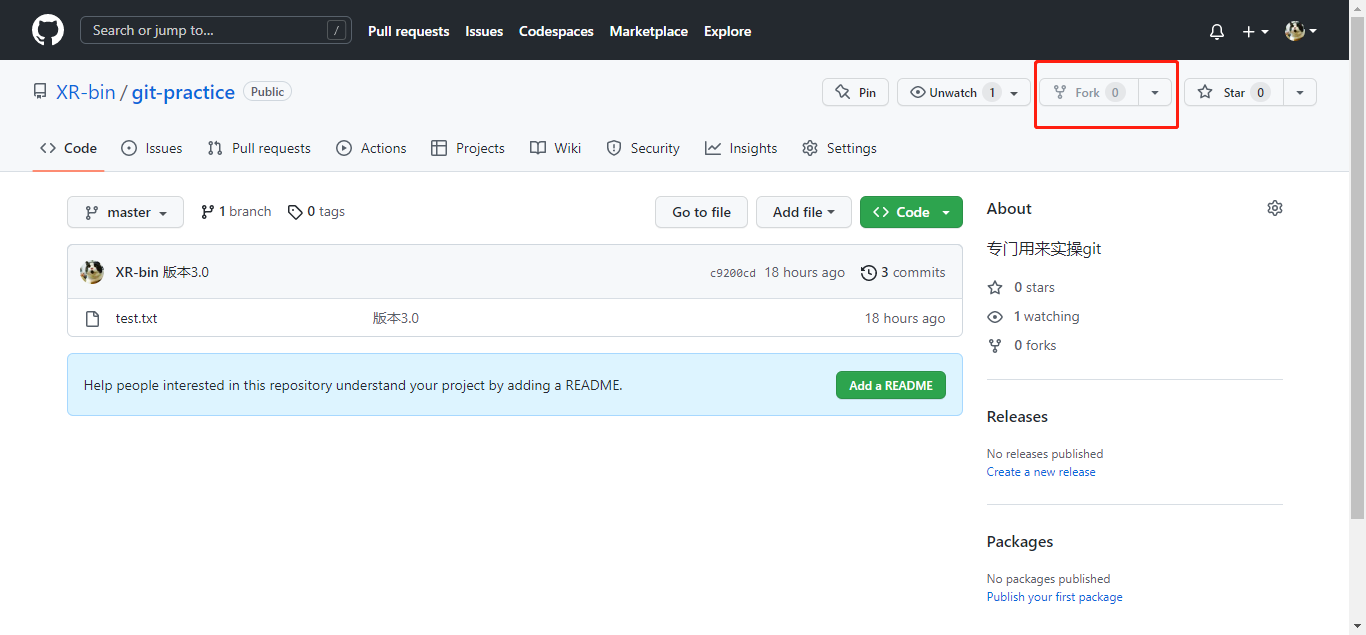 Search or jump to... / Pull requests Issues Codespaces Marketplace Explore
XR-bin / git-practice Public Pin Unwatch 1 Fork 0 Star 0
Code Issues Pull requests Actions Projects Wiki Security Insights Settings
master 1 branch 0 tags Go to file Add file Code
XR-bin 版本3.0 c9200cd 18 hours ago 3 commits
test.txt 版本3.0 18 hours ago
Help people interested in this repository understand your project by adding a README. Add a README
About
专门用来实操git
0 stars
1 watching
0 forks
Releases
No releases published
Create a new release
Packages
No packages published
Publish your first package